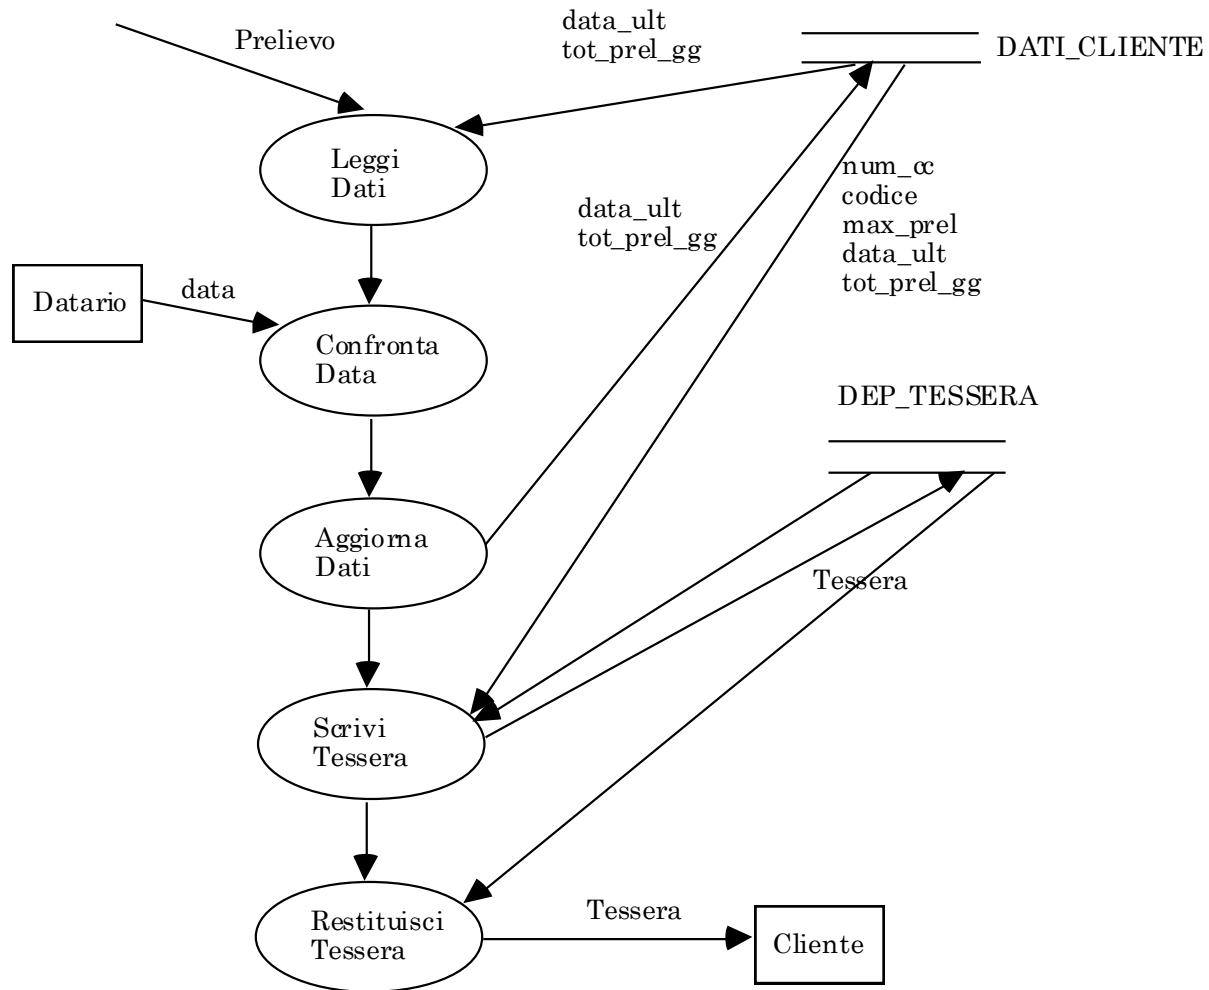 data_ult
tot_prel_gg
Prelievo
DATI_CLIENTE
Leggi
Dati
num_cc
codice
max_prel
data_ult
tot_prel_gg
data_ult
tot_prel_gg
data
Datario
Confronta
Data
DEP_TESSERA
Aggiorna
Dati
Tessera
Scrivi
Tessera
Restituisci
Tessera
Tessera
Cliente